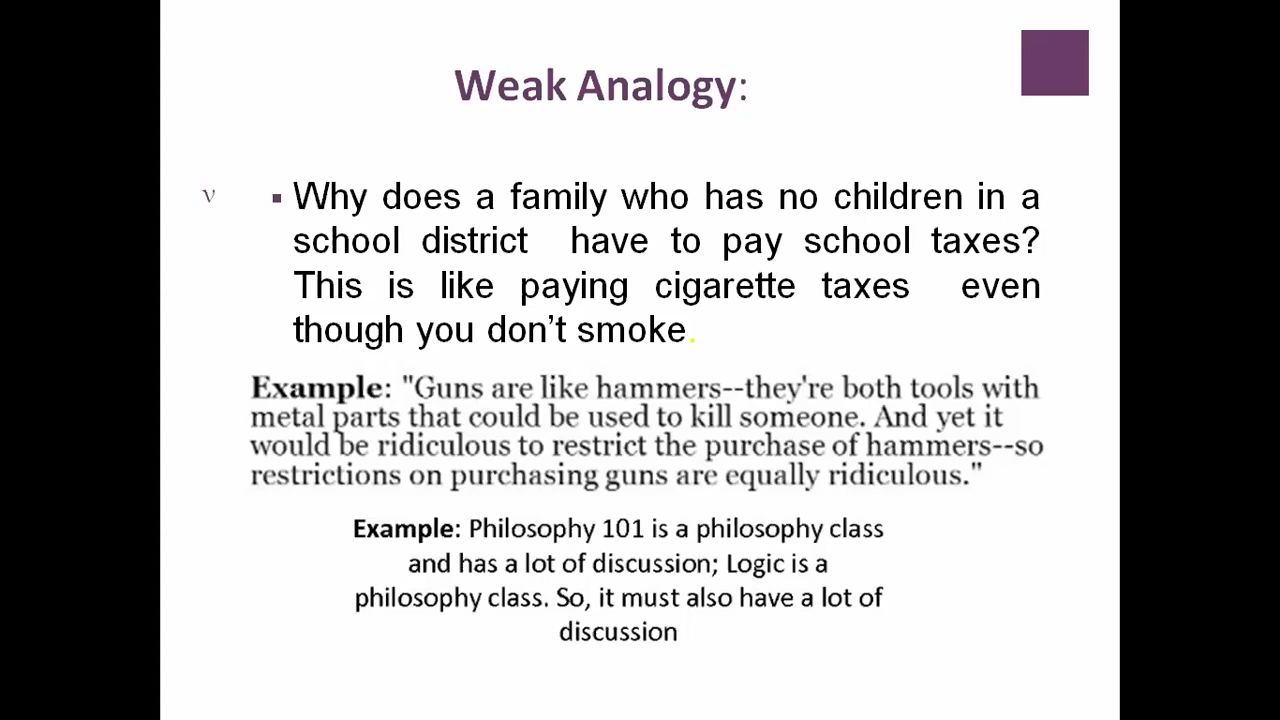 Weak Analogy:
ν ▪ Why does a family who has no children in a
school district have to pay school taxes?
This is like paying cigarette taxes even
though you don't smoke.
Example: "Guns are like hammers--they're both tools with
metal parts that could be used to kill someone. And yet it
would be ridiculous to restrict the purchase of hammers--so
restrictions on purchasing guns are equally ridiculous."
Example: Philosophy 101 is a philosophy class
and has a lot of discussion; Logic is a
philosophy class. So, it must also have a lot of
discussion